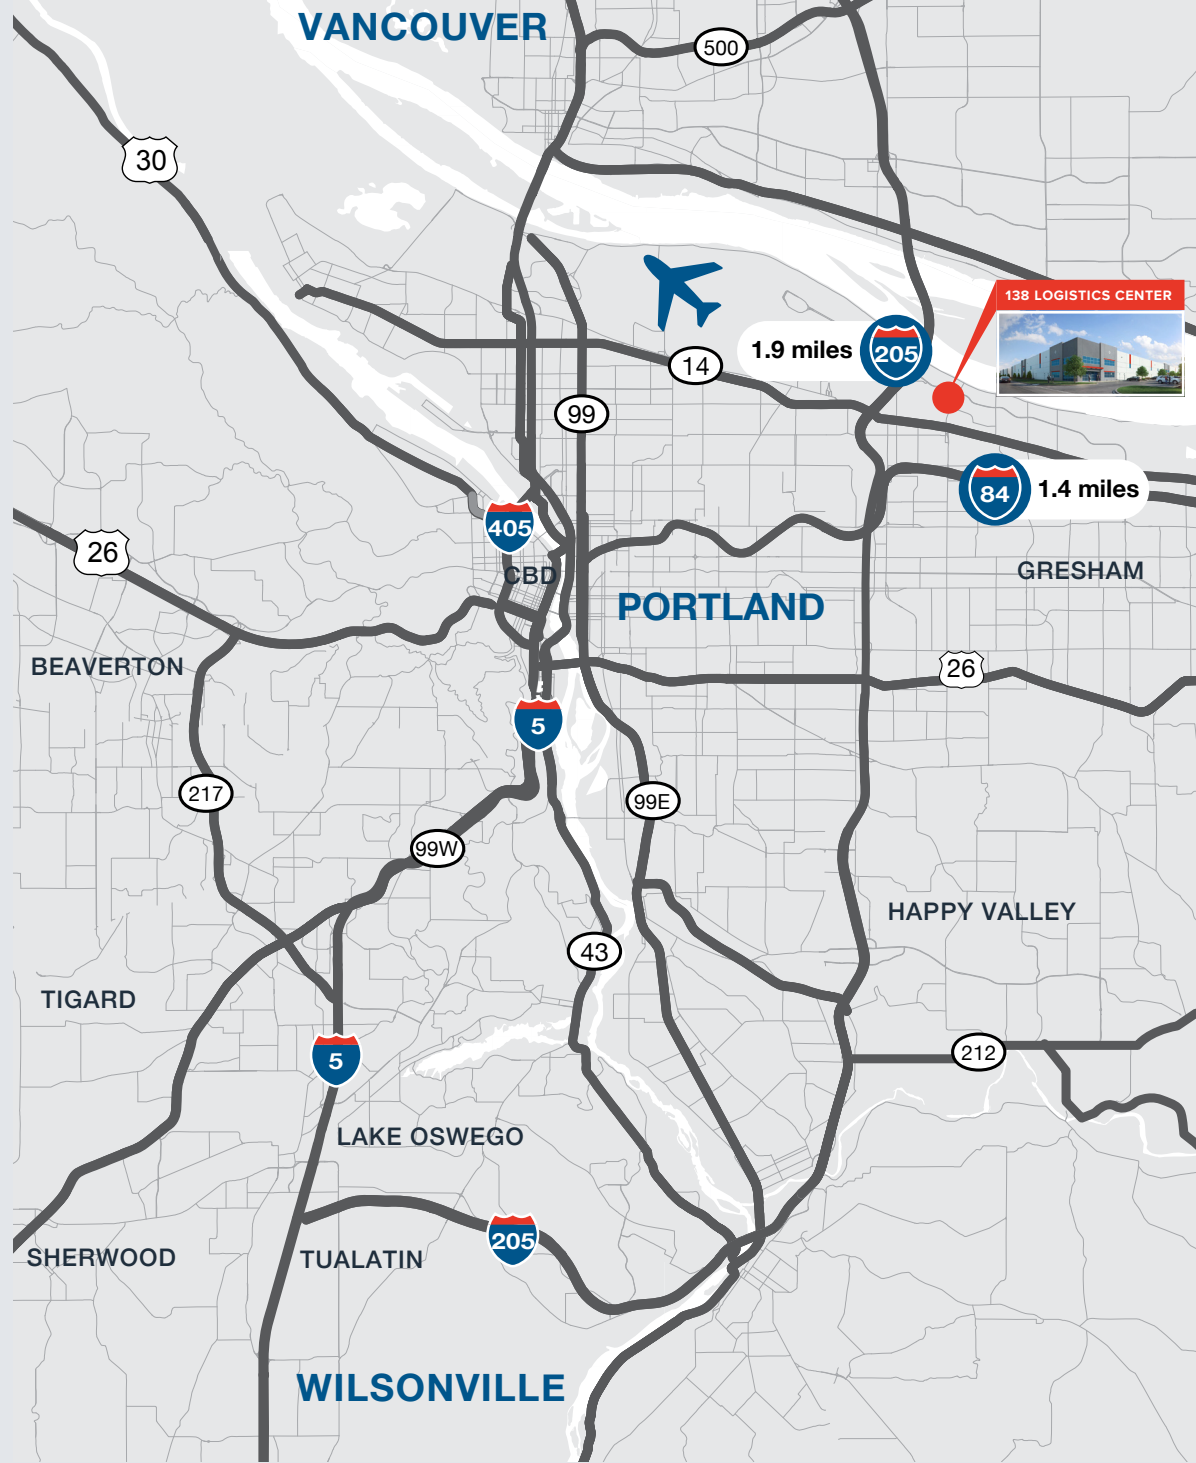 VANCOUVER
500
30
138 LOGISTICS CENTER
1.9 miles
205
14
99
84
1.4 miles
405
26
CBD
GRESHAM
PORTLAND
BEAVERTON
26
5
217
99E
99W
HAPPY VALLEY
43
TIGARD
5
212
LAKE OSWEGO
205
SHERWOOD
TUALATIN
WILSONVILLE